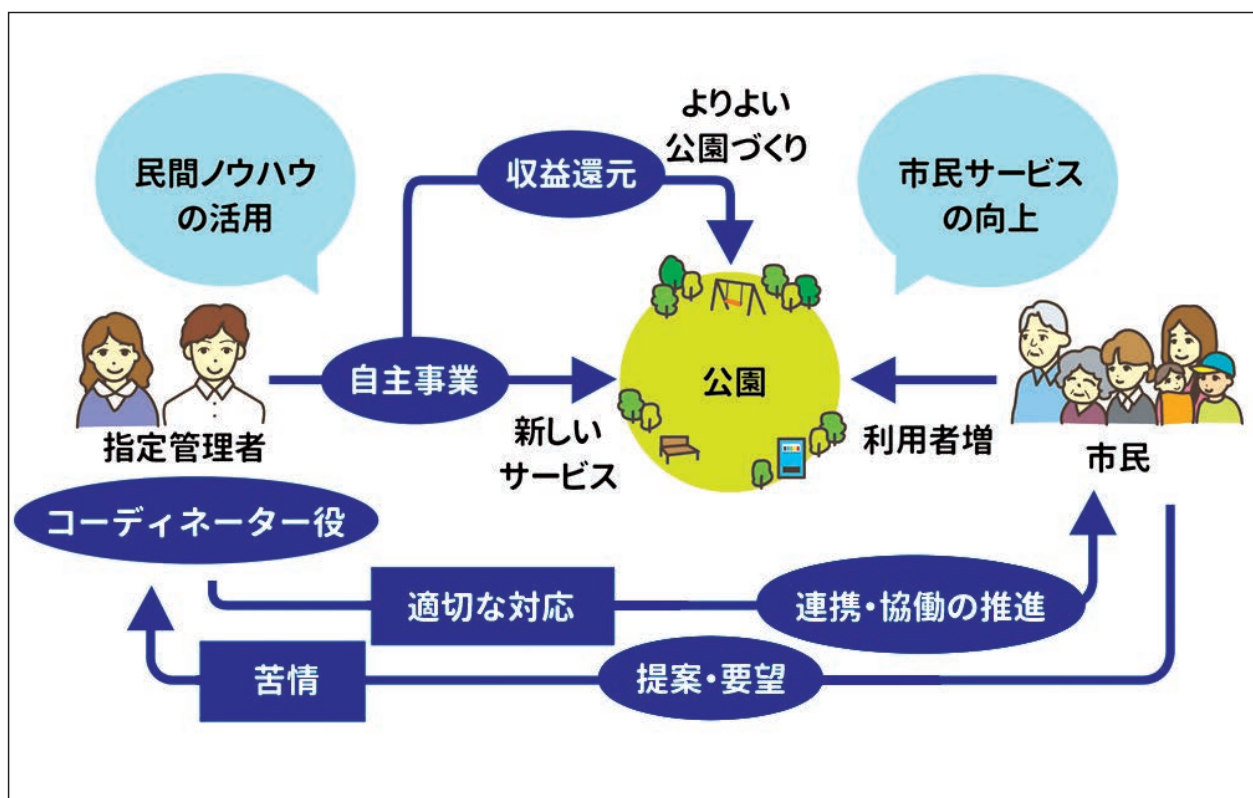 民間ノウハウ
の活用
収益還元
よりよい
公園づくり
市民サービス
の向上
自主事業
公園
指定管理者
新しい
サービス
利用者増
市民
コーディネーター役
適切な対応
連携・協働の推進
苦情
提案・要望